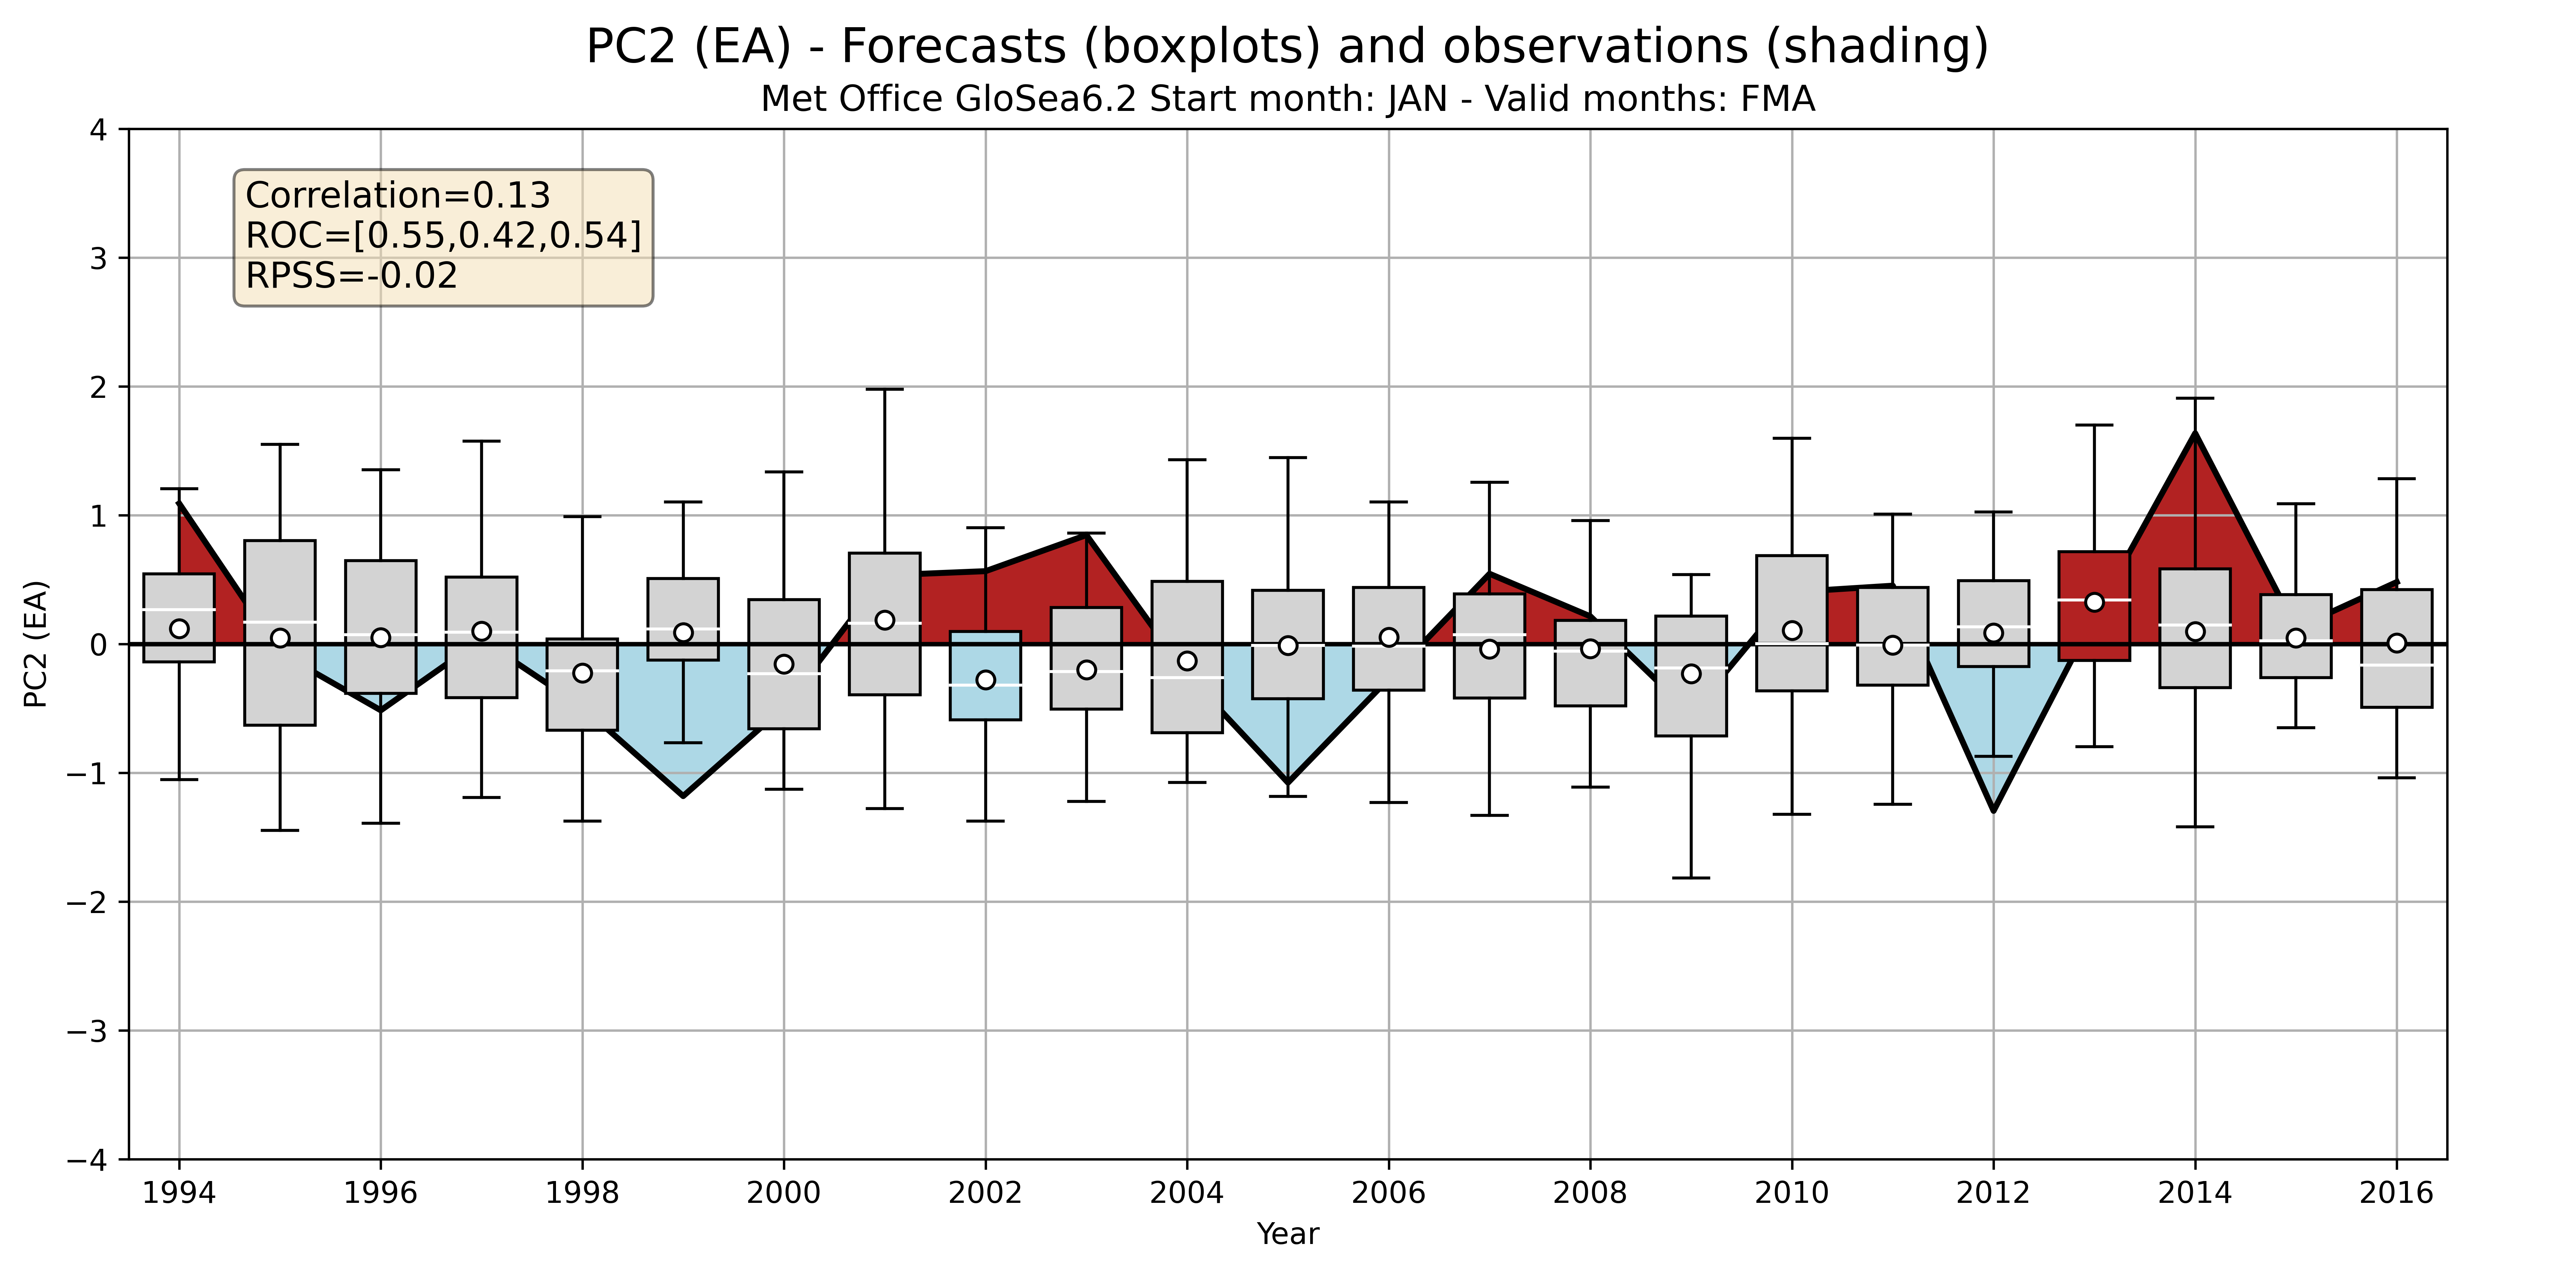 PC2 (EA) - Forecasts (boxplots) and observations (shading)
Met Office GloSea6.2 Start month: JAN - Valid months: FMA
Correlation=0.13
ROC=[0.55,0.42,0.54]
RPSS=-0.02
PC2 (EA)
4
3
2
1
0
−1
−2
−3
−4
1994 1996 1998 2000 2002 2004 2006 2008 2010 2012 2014 2016
Year